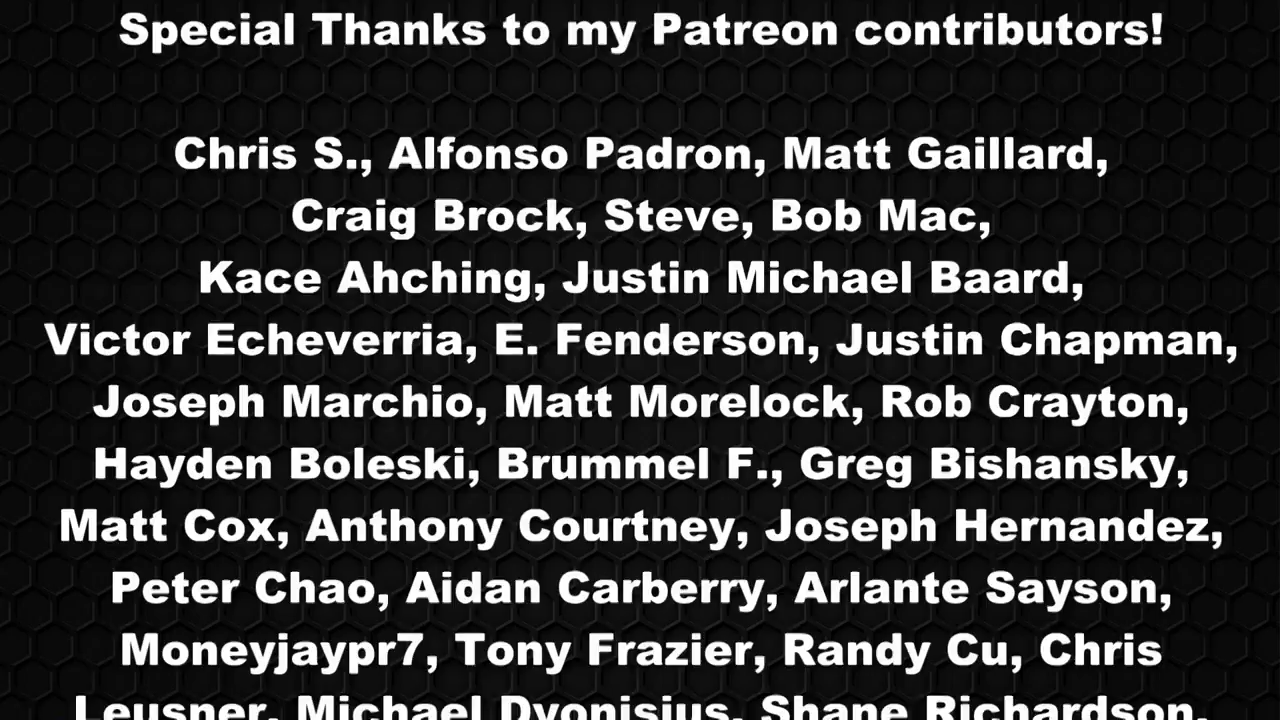 Special Thanks to my Patreon contributors!
Chris S., Alfonso Padron, Matt Gaillard,
Craig Brock, Steve, Bob Mac,
Kace Ahching, Justin Michael Baard,
Victor Echeverria, E. Fenderson, Justin Chapman,
Joseph Marchio, Matt Morelock, Rob Crayton,
Hayden Boleski, Brummel F., Greg Bishansky,
Matt Cox, Anthony Courtney, Joseph Hernandez,
Peter Chao, Aidan Carberry, Arlante Sayson,
Moneyjaypr7, Tony Frazier, Randy Cu, Chris
Leusner, Michael Dyonisius, Shane Richardson,